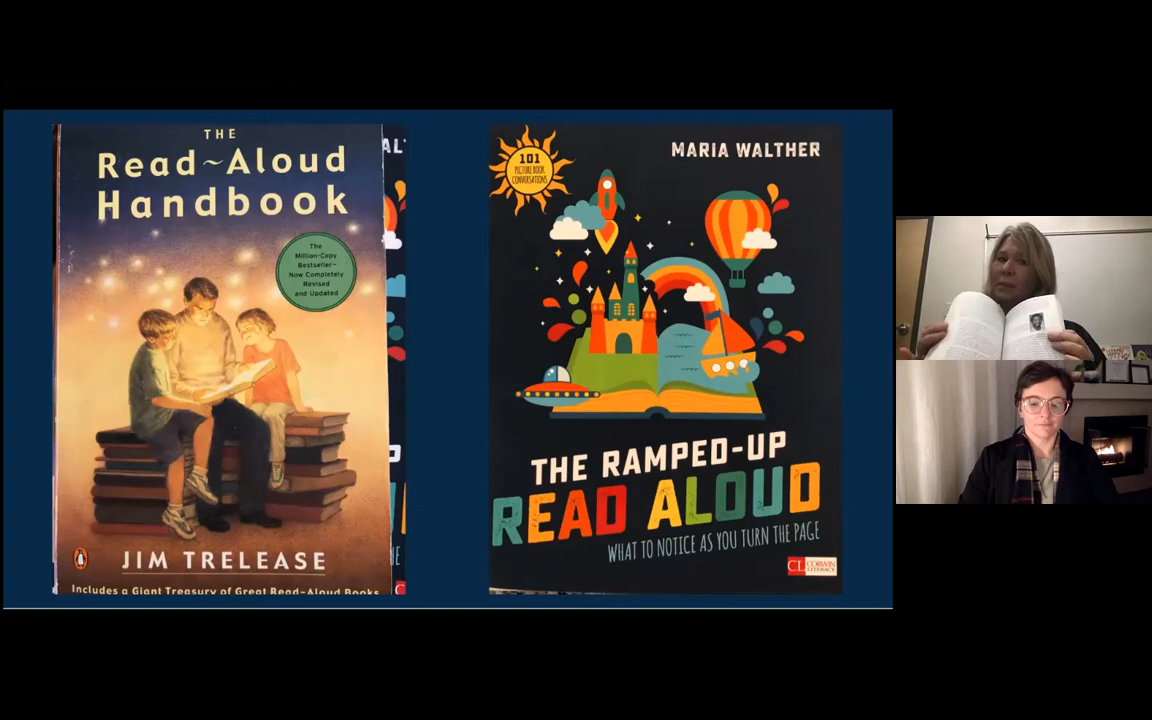 THE
Read~Aloud
Handbook
The
Million-Copy
Bestseller—
Now Completely
Revised
and Updated
JIM TRELEASE
Includes a Giant Treasury of Great Read-Aloud Books
101
PICTURE BOOK
CONVERSATIONS
MARIA WALTHER
THE RAMPED-UP
READ ALOUD
WHAT TO NOTICE AS YOU TURN THE PAGE
CL CORWIN
LITERACY